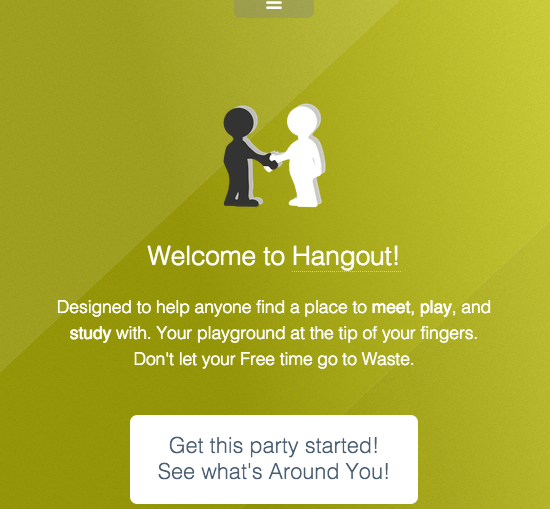 Welcome to Hangout!
Designed to help anyone find a place to meet, play, and
study with. Your playground at the tip of your fingers.
Don't let your Free time go to Waste.
Get this party started!
See what's Around You!